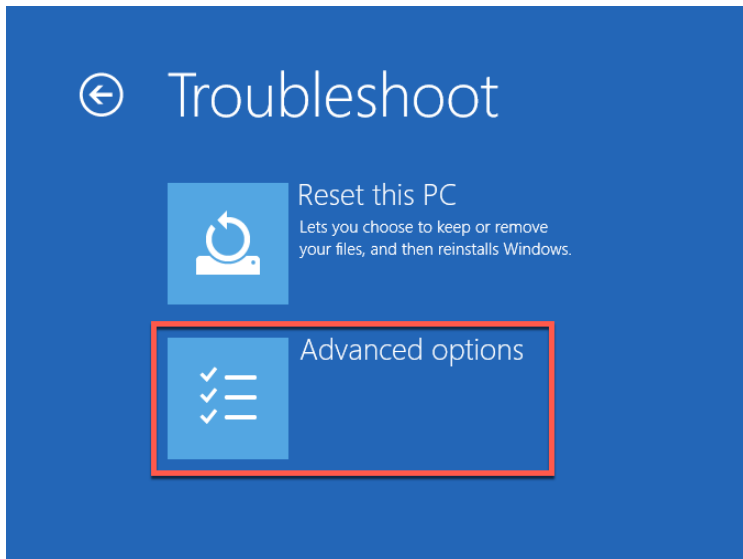 Troubleshoot
Reset this PC
Lets you choose to keep or remove
your files, and then reinstalls Windows.
Advanced options